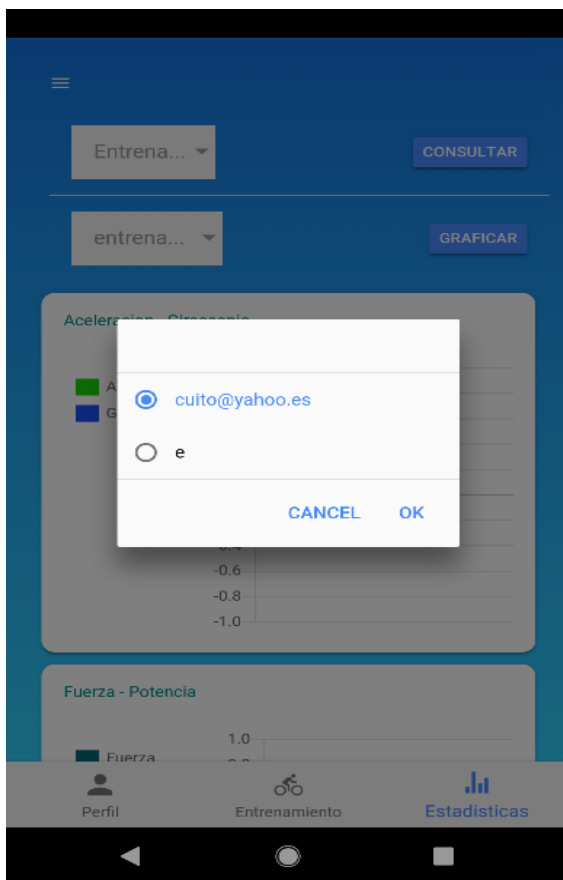 Entrena...
CONSULTAR
entrena...
GRAFICAR
cuito@yahoo.es
e
CANCEL
OK
-0.6
-0.8
-1.0
Fuerza - Potencia
1.0
Fuerza
Perfil
Entrenamiento
Estadisticas